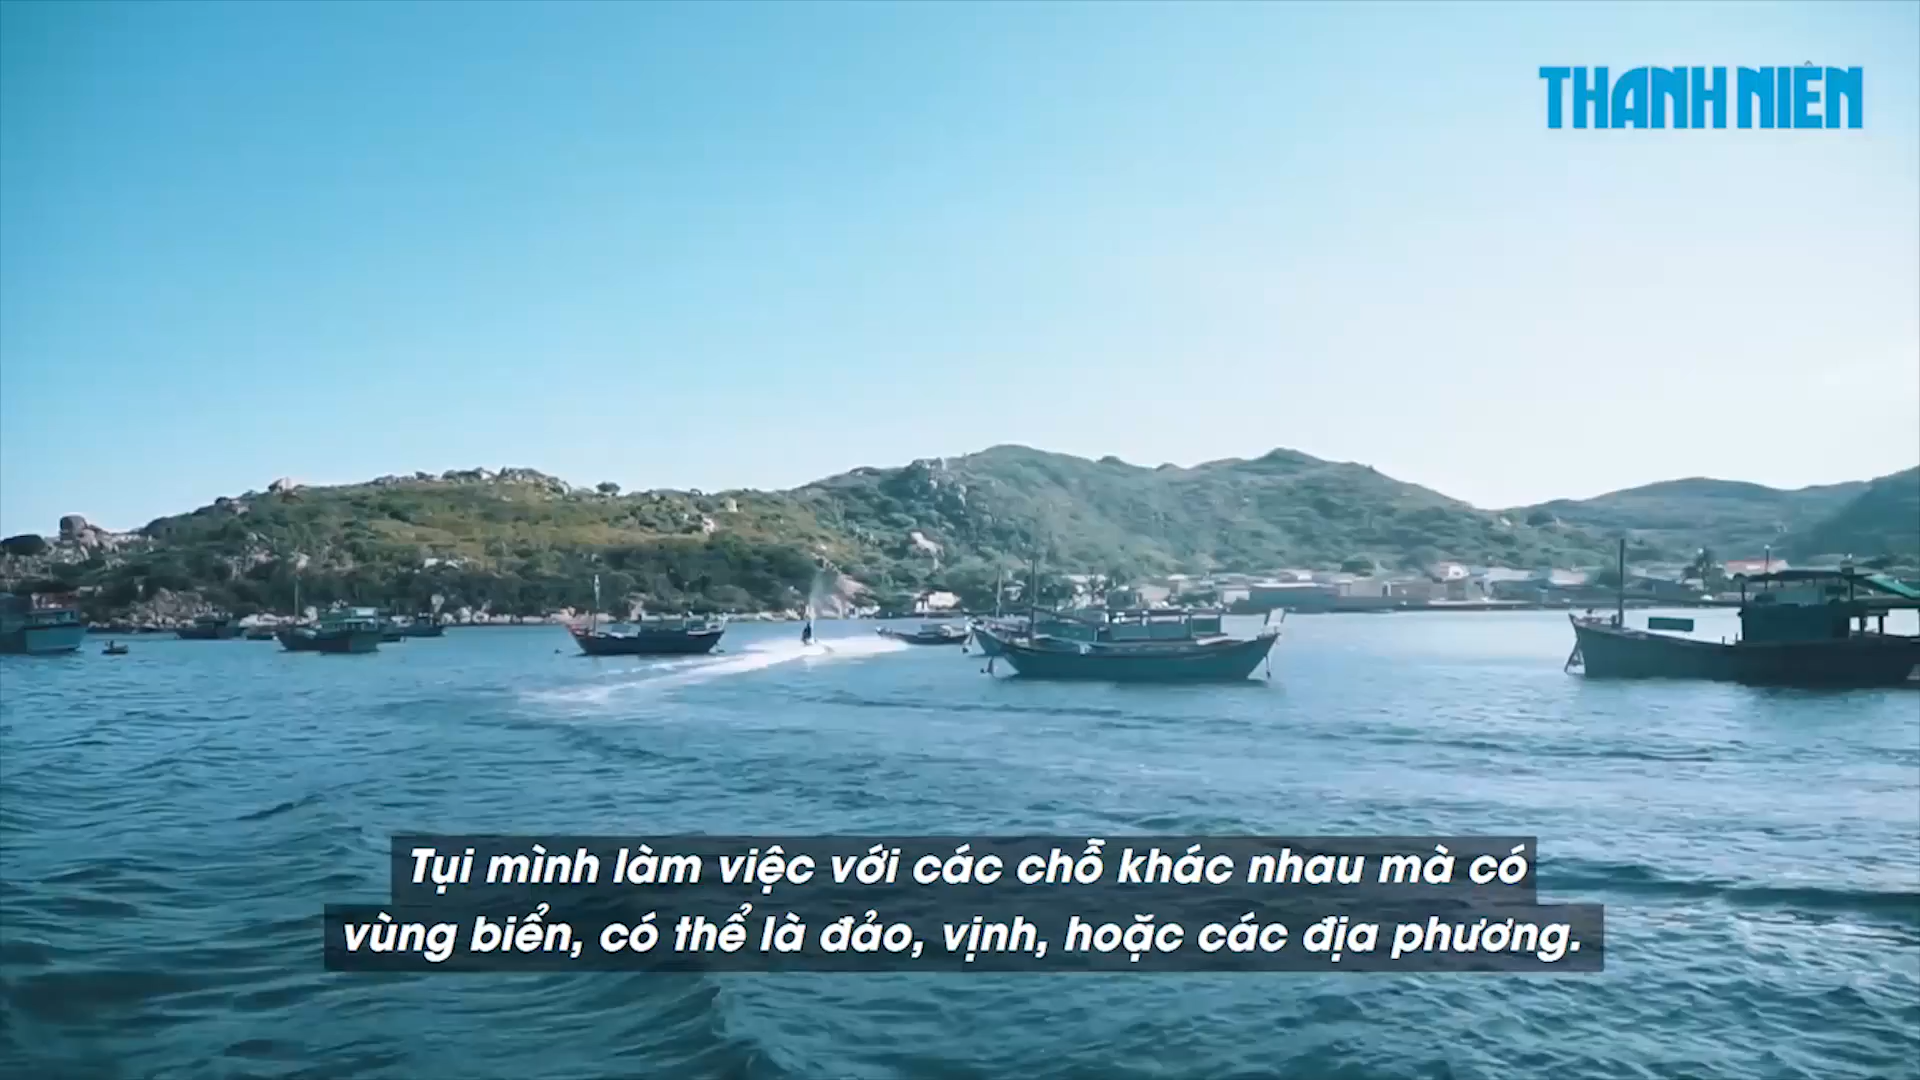 THANH NIÊN
Tụi mình làm việc với các chỗ khác nhau mà có
vùng biển, có thể là đảo, vịnh, hoặc các địa phương.